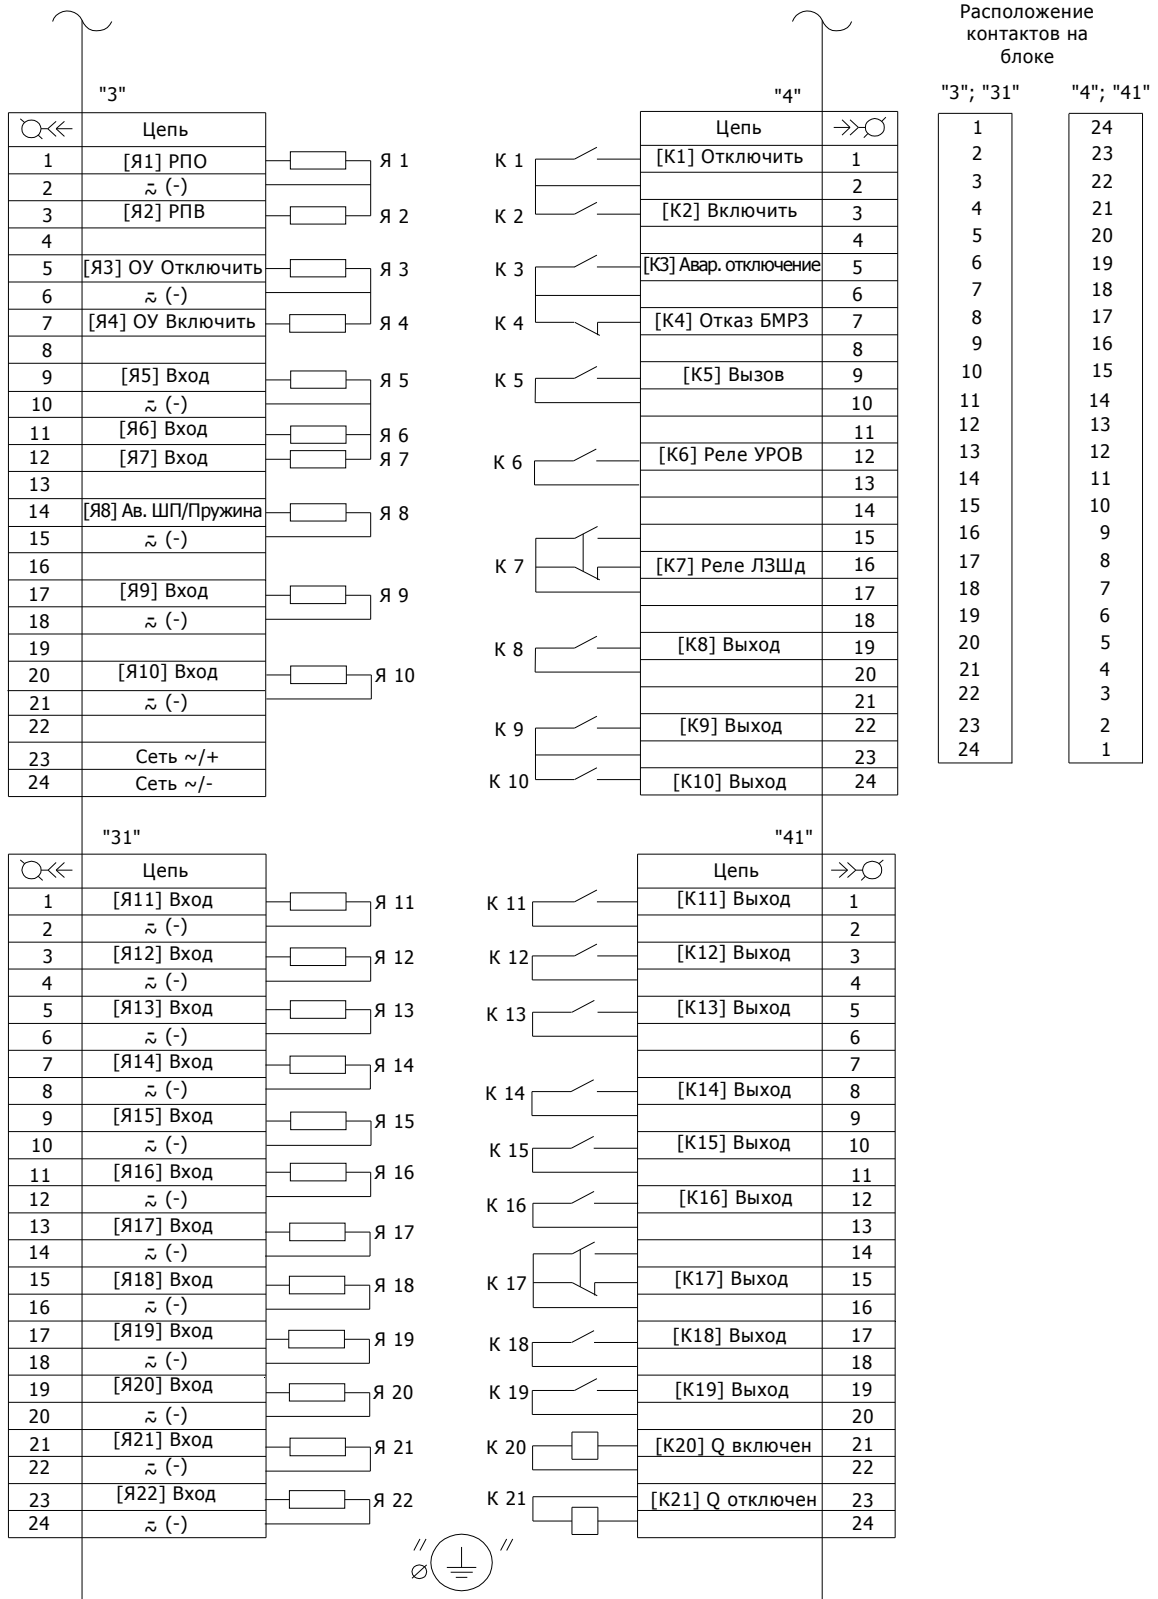 Расположение
контактов на
блоке
"3"
"4"
"3"; "31"
"4"; "41"
Цепь
1 [Я1] РПО Я 1
2 ~ (-)
3 [Я2] РПВ Я 2
4
5 [Я3] ОУ Отключить Я 3
6 ~ (-)
7 [Я4] ОУ Включить Я 4
8
9 [Я5] Вход Я 5
10 ~ (-)
11 [Я6] Вход Я 6
12 [Я7] Вход Я 7
13
14 [Я8] Ав. ШП/Пружина Я 8
15 ~ (-)
16
17 [Я9] Вход Я 9
18 ~ (-)
19
20 [Я10] Вход Я 10
21 ~ (-)
22
23 Сеть ~/+
24 Сеть ~/-
Цепь
К 1 [К1] Отключить 1
2
К 2 [К2] Включить 3
4
К 3 [К3] Авар. отключение 5
6
К 4 [К4] Отказ БМРЗ 7
8
К 5 [К5] Вызов 9
10
11
К 6 [К6] Реле УРОВ 12
13
14
15
К 7 [К7] Реле ЛЗШд 16
17
18
К 8 [К8] Выход 19
20
21
К 9 [К9] Выход 22
23
К 10 [К10] Выход 24
1 24
2 23
3 22
4 21
5 20
6 19
7 18
8 17
9 16
10 15
11 14
12 13
13 12
14 11
15 10
16 9
17 8
18 7
19 6
20 5
21 4
22 3
23 2
24 1
"31"
Цепь
1 [Я11] Вход Я 11
2 ~ (-)
3 [Я12] Вход Я 12
4 ~ (-)
5 [Я13] Вход Я 13
6 ~ (-)
7 [Я14] Вход Я 14
8 ~ (-)
9 [Я15] Вход Я 15
10 ~ (-)
11 [Я16] Вход Я 16
12 ~ (-)
13 [Я17] Вход Я 17
14 ~ (-)
15 [Я18] Вход Я 18
16 ~ (-)
17 [Я19] Вход Я 19
18 ~ (-)
19 [Я20] Вход Я 20
20 ~ (-)
21 [Я21] Вход Я 21
22 ~ (-)
23 [Я22] Вход Я 22
24 ~ (-)
"41"
Цепь
К 11 [К11] Выход 1
2
К 12 [К12] Выход 3
4
К 13 [К13] Выход 5
6
7
К 14 [К14] Выход 8
9
К 15 [К15] Выход 10
11
К 16 [К16] Выход 12
13
14
К 17 [К17] Выход 15
16
К 18 [К18] Выход 17
18
К 19 [К19] Выход 19
20
К 20 [К20] Q включен 21
22
К 21 [К21] Q отключен 23
24